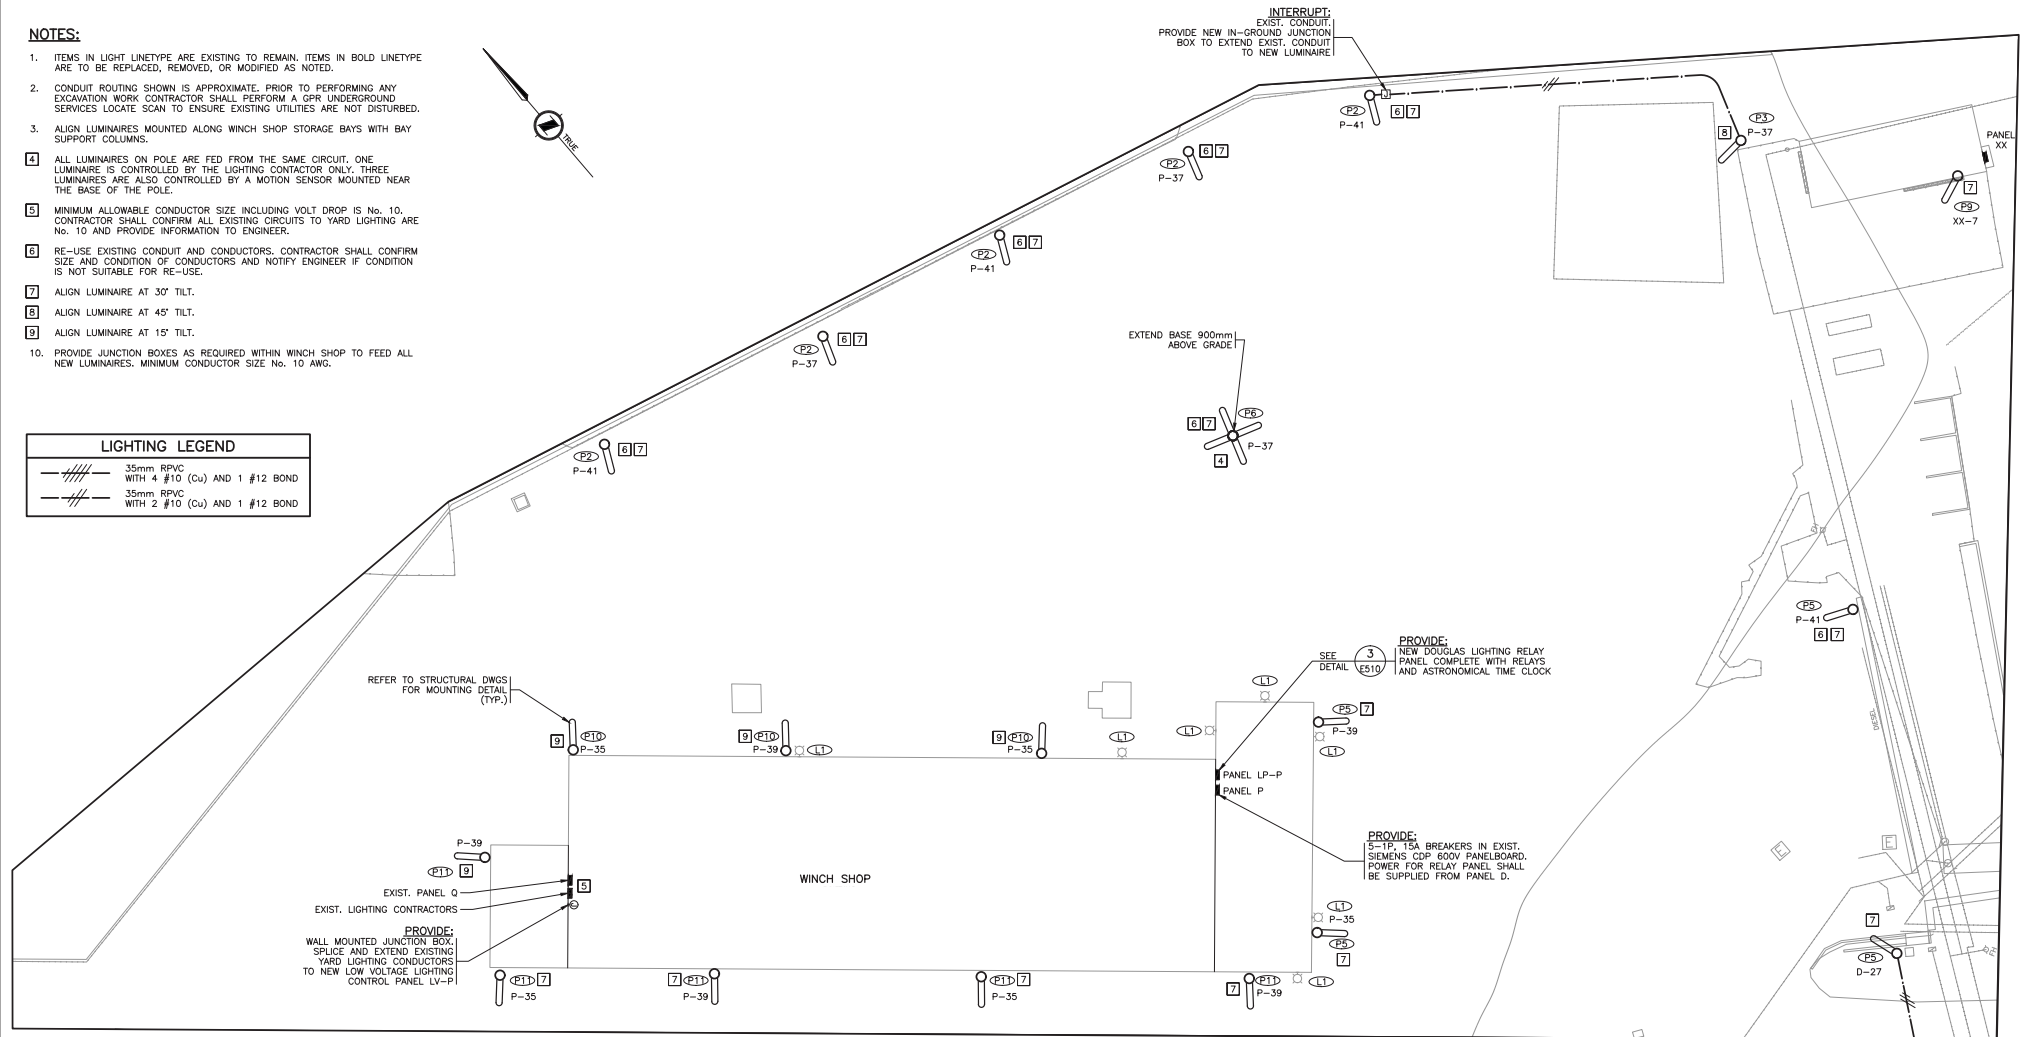 NOTES:
1. ITEMS IN LIGHT LINETYPE ARE EXISTING TO REMAIN. ITEMS IN BOLD LINETYPE
ARE TO BE REPLACED, REMOVED, OR MODIFIED AS NOTED.
2. CONDUIT ROUTING SHOWN IS APPROXIMATE. PRIOR TO PERFORMING ANY
EXCAVATION WORK CONTRACTOR SHALL PERFORM A GPR UNDERGROUND
SERVICES LOCATE SCAN TO ENSURE EXISTING UTILITIES ARE NOT DISTURBED.
3. ALIGN LUMINAIRES MOUNTED ALONG WINCH SHOP STORAGE BAYS WITH BAY
SUPPORT COLUMNS.
4 ALL LUMINAIRES ON POLE ARE FED FROM THE SAME CIRCUIT. ONE
LUMINAIRE IS CONTROLLED BY THE LIGHTING CONTACTOR ONLY. THREE
LUMINAIRES ARE ALSO CONTROLLED BY A MOTION SENSOR MOUNTED NEAR
THE BASE OF THE POLE.
5 MINIMUM ALLOWABLE CONDUCTOR SIZE INCLUDING VOLT DROP IS No. 10.
CONTRACTOR SHALL CONFIRM ALL EXISTING CIRCUITS TO YARD LIGHTING ARE
No. 10 AND PROVIDE INFORMATION TO ENGINEER.
6 RE-USE EXISTING CONDUIT AND CONDUCTORS. CONTRACTOR SHALL CONFIRM
SIZE AND CONDITION OF CONDUCTORS AND NOTIFY ENGINEER IF CONDITION
IS NOT SUITABLE FOR RE-USE.
7 ALIGN LUMINAIRE AT 30° TILT.
8 ALIGN LUMINAIRE AT 45° TILT.
9 ALIGN LUMINAIRE AT 15° TILT.
10. PROVIDE JUNCTION BOXES AS REQUIRED WITHIN WINCH SHOP TO FEED ALL
NEW LUMINAIRES. MINIMUM CONDUCTOR SIZE No. 10 AWG.
LIGHTING LEGEND
35mm RPVC
WITH 4 #10 (Cu) AND 1 #12 BOND
35mm RPVC
WITH 2 #10 (Cu) AND 1 #12 BOND
TRUE
INTERRUPT:
EXIST. CONDUIT.
PROVIDE NEW IN-GROUND JUNCTION
BOX TO EXTEND EXIST. CONDUIT
TO NEW LUMINAIRE
J
P2 6 7
P-41
P3
8 P-37
PANEL
XX
7
P9
XX-7
P2 6 7
P-37
P2 6 7
P-41
P2 6 7
P-37
P2 6 7
P-41
EXTEND BASE 900mm
ABOVE GRADE
P6
6 7
P-37
4
FH
P5
P-41
6 7
DIESEL
REFER TO STRUCTURAL DWGS
FOR MOUNTING DETAIL
(TYP.)
9 P10
P-35
9 P10
P-39
L1
9 P10
P-35
L1
L1
L1
P5 7
P-39
L1
SEE
DETAIL
3
E510
PROVIDE:
NEW DOUGLAS LIGHTING RELAY
PANEL COMPLETE WITH RELAYS
AND ASTRONOMICAL TIME CLOCK
PANEL LP-P
PANEL P
PROVIDE:
5-1P, 15A BREAKERS IN EXIST.
SIEMENS CDP 600V PANELBOARD.
POWER FOR RELAY PANEL SHALL
BE SUPPLIED FROM PANEL D.
WINCH SHOP
P-39
P11 9
EXIST. PANEL Q
5
EXIST. LIGHTING CONTRACTORS
PROVIDE:
WALL MOUNTED JUNCTION BOX.
SPLICE AND EXTEND EXISTING
YARD LIGHTING CONDUCTORS
TO NEW LOW VOLTAGE LIGHTING
CONTROL PANEL LV-P
P11 7
P-35
7 P11
P-39
P11 7
P-35
P11
7 P-39
L1
L1
P-35
P5
7
E
E
7
P5
D-27
FH